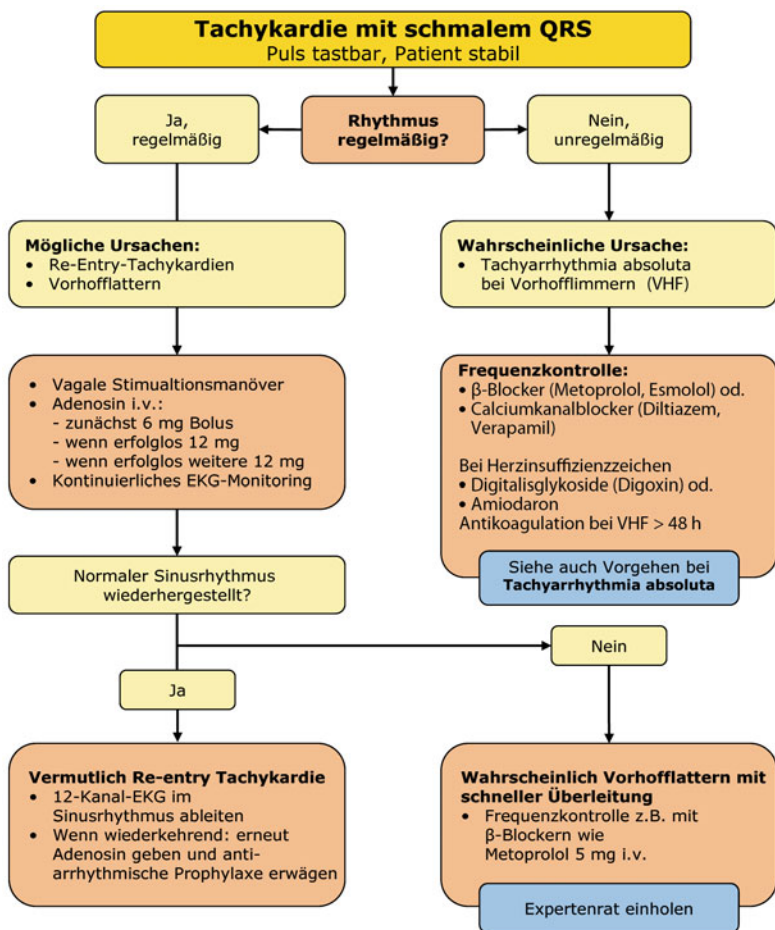 Tachykardie mit schmalem QRS
Puls tastbar, Patient stabil
Ja,
regelmäßig
Rhythmus
regelmäßig?
Nein,
unregelmäßig
Mögliche Ursachen:
• Re-Entry-Tachykardien
• Vorhofflattern
Wahrscheinliche Ursache:
• Tachyarrhythmia absoluta
bei Vorhofflimmern (VHF)
• Vagale Stimualtionsmanöver
• Adenosin i.v.:
- zunächst 6 mg Bolus
- wenn erfolglos 12 mg
- wenn erfolglos weitere 12 mg
• Kontinuierliches EKG-Monitoring
Frequenzkontrolle:
• β-Blocker (Metoprolol, Esmolol) od.
• Calciumkanalblocker (Diltiazem,
Verapamil)
Bei Herzinsuffizienzzeichen
• Digitalisglykoside (Digoxin) od.
• Amiodaron
Antikoagulation bei VHF > 48 h
Siehe auch Vorgehen bei
Tachyarrhythmia absoluta
Normaler Sinusrhythmus
wiederhergestellt?
Nein
Ja
Vermutlich Re-entry Tachykardie
• 12-Kanal-EKG im
Sinusrhythmus ableiten
• Wenn wiederkehrend: erneut
Adenosin geben und anti-
arrhythmische Prophylaxe erwägen
Wahrscheinlich Vorhofflattern mit
schneller Überleitung
• Frequenzkontrolle z.B. mit
β-Blockern wie
Metoprolol 5 mg i.v.
Expertenrat einholen